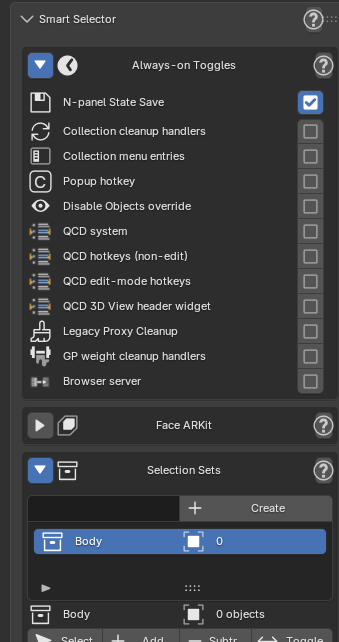 Smart Selector ?
Always-on Toggles ?
N-panel State Save
Collection cleanup handlers
Collection menu entries
C Popup hotkey
Disable Objects override
QCD system
QCD hotkeys (non-edit)
QCD edit-mode hotkeys
QCD 3D View header widget
Legacy Proxy Cleanup
GP weight cleanup handlers
Browser server
Face ARKit ?
Selection Sets ?
Create
Body 0
Body 0 objects
Select Add Subtr Toggle